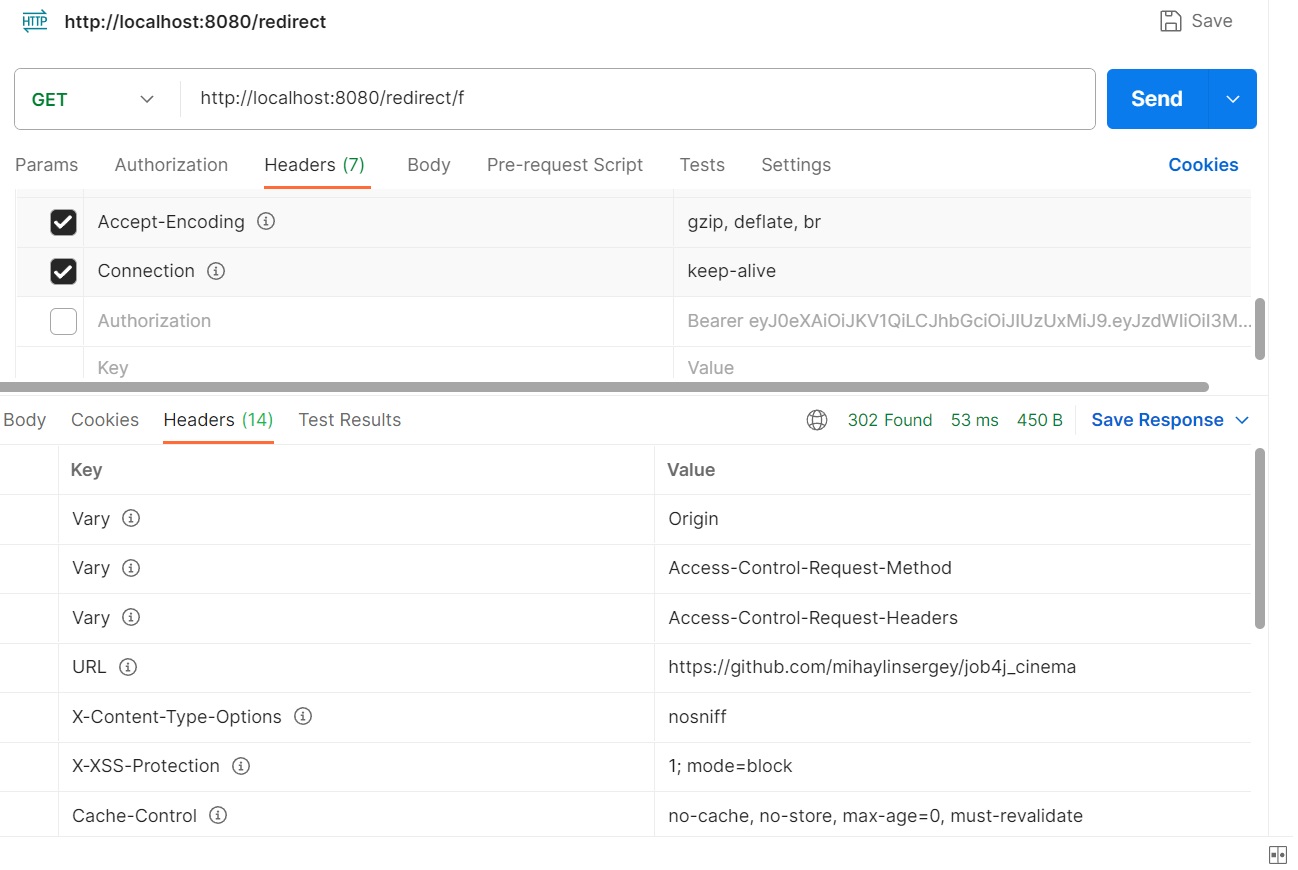 HTTP http://localhost:8080/redirect Save
GET http://localhost:8080/redirect/f Send
Params Authorization Headers (7) Body Pre-request Script Tests Settings Cookies
Accept-Encoding gzip, deflate, br
Connection keep-alive
Authorization Bearer eyJ0eXAiOiJKV1QiLCJhbGciOiJIUzUxMiJ9.eyJzdWIiOiI3M...
Key Value
Body Cookies Headers (14) Test Results 302 Found 53 ms 450 B Save Response
Key Value
Vary Origin
Vary Access-Control-Request-Method
Vary Access-Control-Request-Headers
URL https://github.com/mihaylinsergey/job4j_cinema
X-Content-Type-Options nosniff
X-XSS-Protection 1; mode=block
Cache-Control no-cache, no-store, max-age=0, must-revalidate